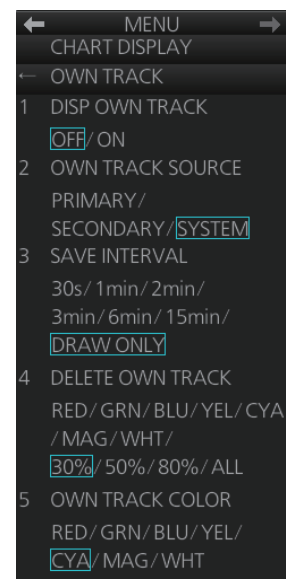 ← MENU →
CHART DISPLAY
← OWN TRACK
1 DISP OWN TRACK
OFF/ON
2 OWN TRACK SOURCE
PRIMARY/
SECONDARY/SYSTEM
3 SAVE INTERVAL
30s/1min/2min/
3min/6min/15min/
DRAW ONLY
4 DELETE OWN TRACK
RED/GRN/BLU/YEL/CYA
/MAG/WHT/
30%/50%/80%/ALL
5 OWN TRACK COLOR
RED/GRN/BLU/YEL/
CYA/MAG/WHT